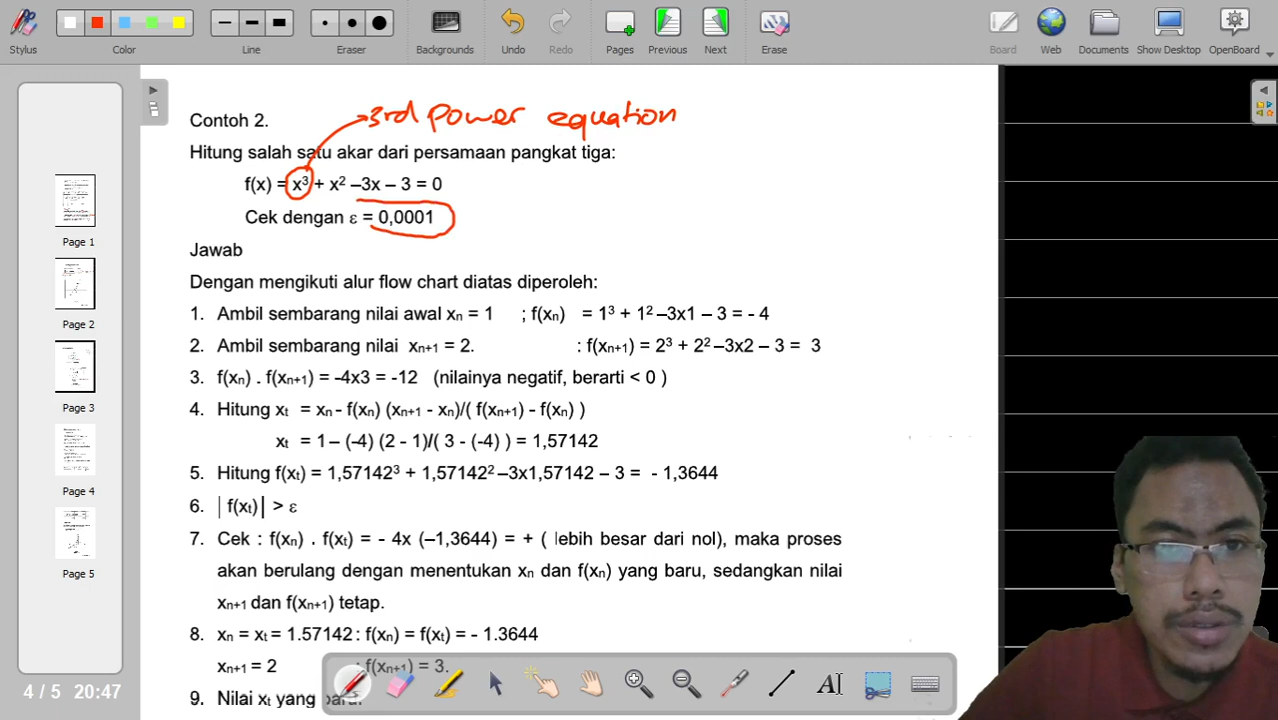 Stylus
Color
Line
Eraser
Backgrounds
Undo
Redo
Pages
Previous
Next
Erase
Board
Web
Documents
Show Desktop
OpenBoard
Page 1
Page 2
Page 3
Page 4
Page 5
4 / 5 20:47
3rd power equation
Contoh 2.
Hitung salah satu akar dari persamaan pangkat tiga:
f(x) = x³ + x² –3x – 3 = 0
Cek dengan ε = 0,0001
Jawab
Dengan mengikuti alur flow chart diatas diperoleh:
1. Ambil sembarang nilai awal xₙ = 1 ; f(xₙ) = 1³ + 1² –3x1 – 3 = - 4
2. Ambil sembarang nilai xₙ₊₁ = 2. : f(xₙ₊₁) = 2³ + 2² –3x2 – 3 = 3
3. f(xₙ) . f(xₙ₊₁) = -4x3 = -12 (nilainya negatif, berarti < 0 )
4. Hitung xₜ = xₙ - f(xₙ) (xₙ₊₁ - xₙ)/( f(xₙ₊₁) - f(xₙ) )
xₜ = 1 – (-4) (2 - 1)/( 3 - (-4) ) = 1,57142
5. Hitung f(xₜ) = 1,57142³ + 1,57142² –3x1,57142 – 3 = - 1,3644
6. | f(xₜ)| > ε
7. Cek : f(xₙ) . f(xₜ) = - 4x (–1,3644) = + ( lebih besar dari nol), maka proses
akan berulang dengan menentukan xₙ dan f(xₙ) yang baru, sedangkan nilai
xₙ₊₁ dan f(xₙ₊₁) tetap.
8. xₙ = xₜ = 1.57142 : f(xₙ) = f(xₜ) = - 1.3644
xₙ₊₁ = 2 : f(xₙ₊₁) = 3.
9. Nilai xₜ yang baru: